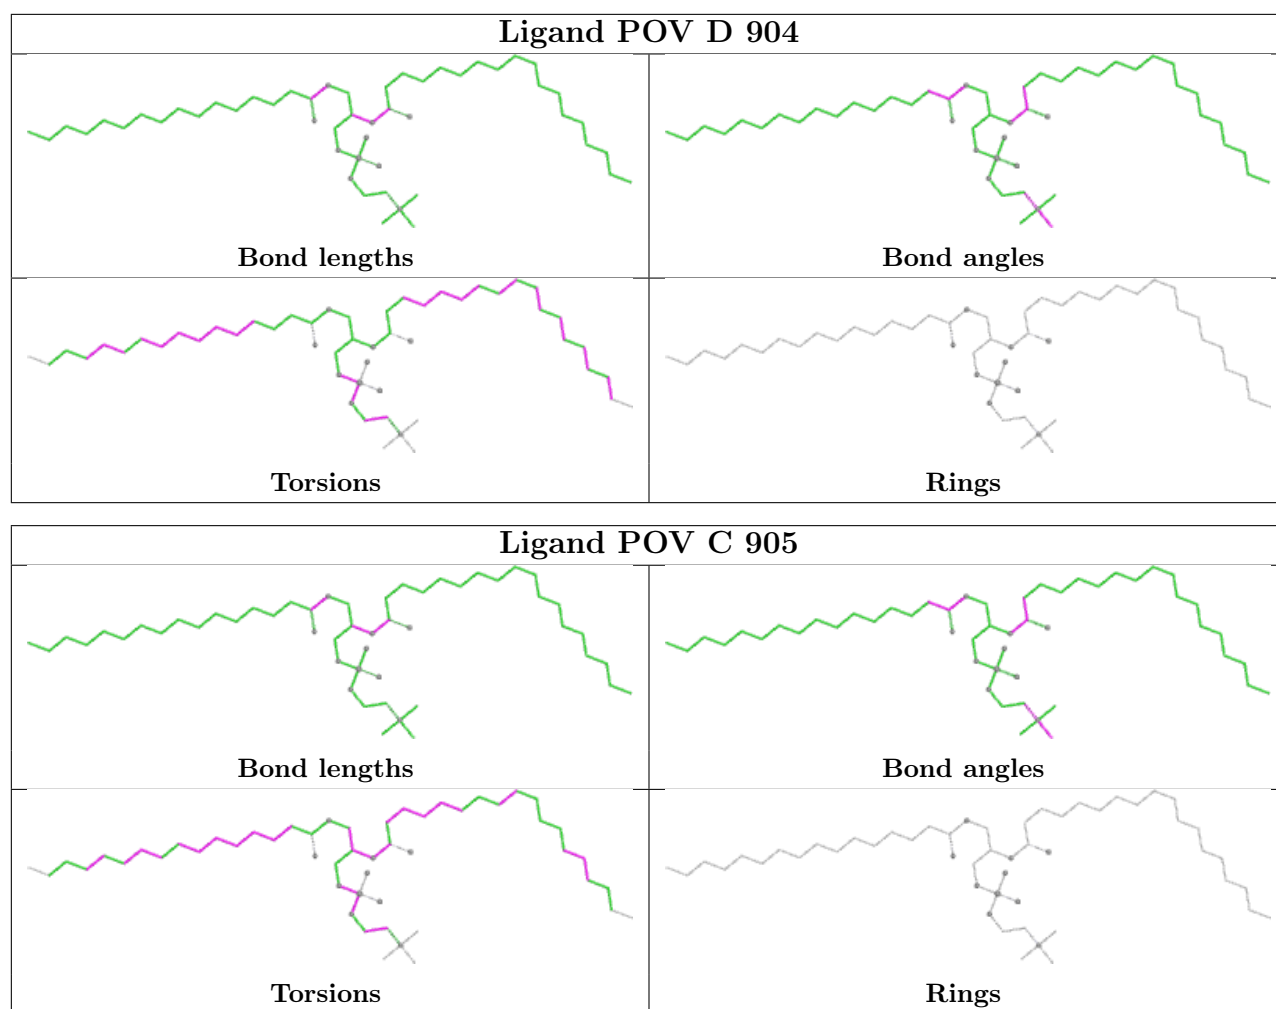 Ligand POV D 904
Bond lengths
Bond angles
Torsions
Rings
Ligand POV C 905
Bond lengths
Bond angles
Torsions
Rings